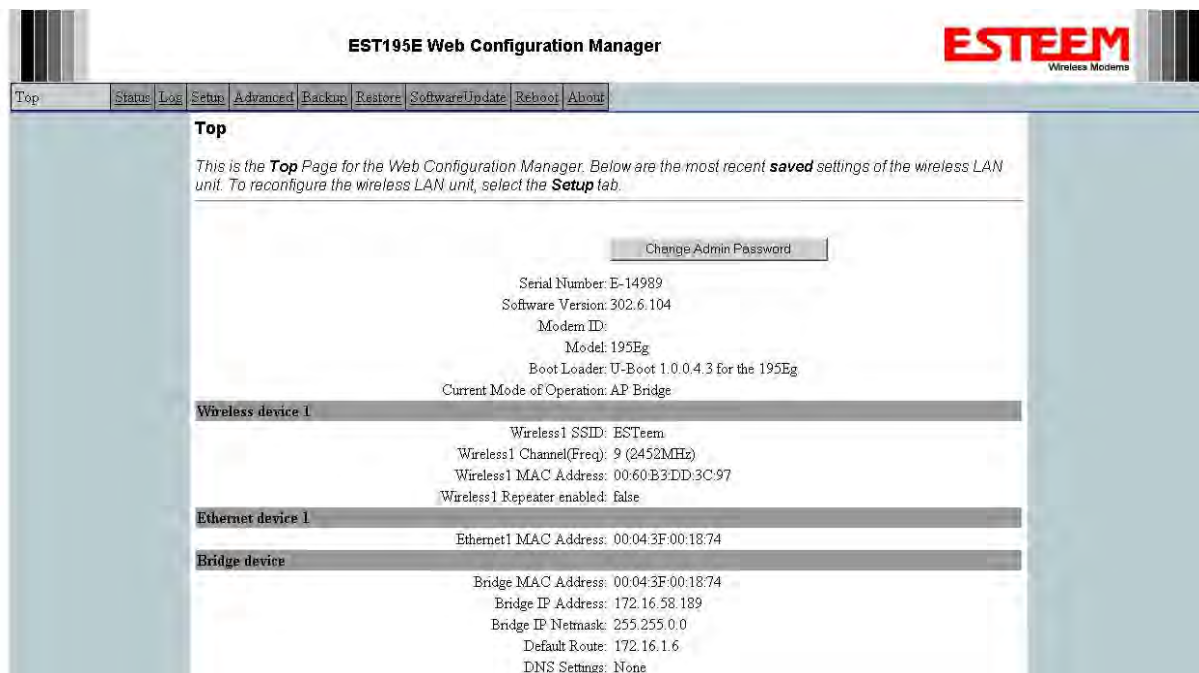 EST195E Web Configuration Manager
ESTEEM
Wireless Modems
Top Status Log Setup Advanced Backup Restore SoftwareUpdate Reboot About
Top
This is the Top Page for the Web Configuration Manager. Below are the most recent saved settings of the wireless LAN
unit. To reconfigure the wireless LAN unit, select the Setup tab.
Change Admin Password
Serial Number: E-14989
Software Version: 302.6.104
Modem ID:
Model: 195Eg
Boot Loader: U-Boot 1.0.0.4.3 for the 195Eg
Current Mode of Operation: AP Bridge
Wireless device 1
Wireless1 SSID: ESTeem
Wireless1 Channel(Freq): 9 (2452MHz)
Wireless1 MAC Address: 00:60:B3:DD:3C:97
Wireless1 Repeater enabled: false
Ethernet device 1
Ethernet1 MAC Address: 00:04:3F:00:18:74
Bridge device
Bridge MAC Address: 00:04:3F:00:18:74
Bridge IP Address: 172.16.58.189
Bridge IP Netmask: 255.255.0.0
Default Route: 172.16.1.6
DNS Settings: None